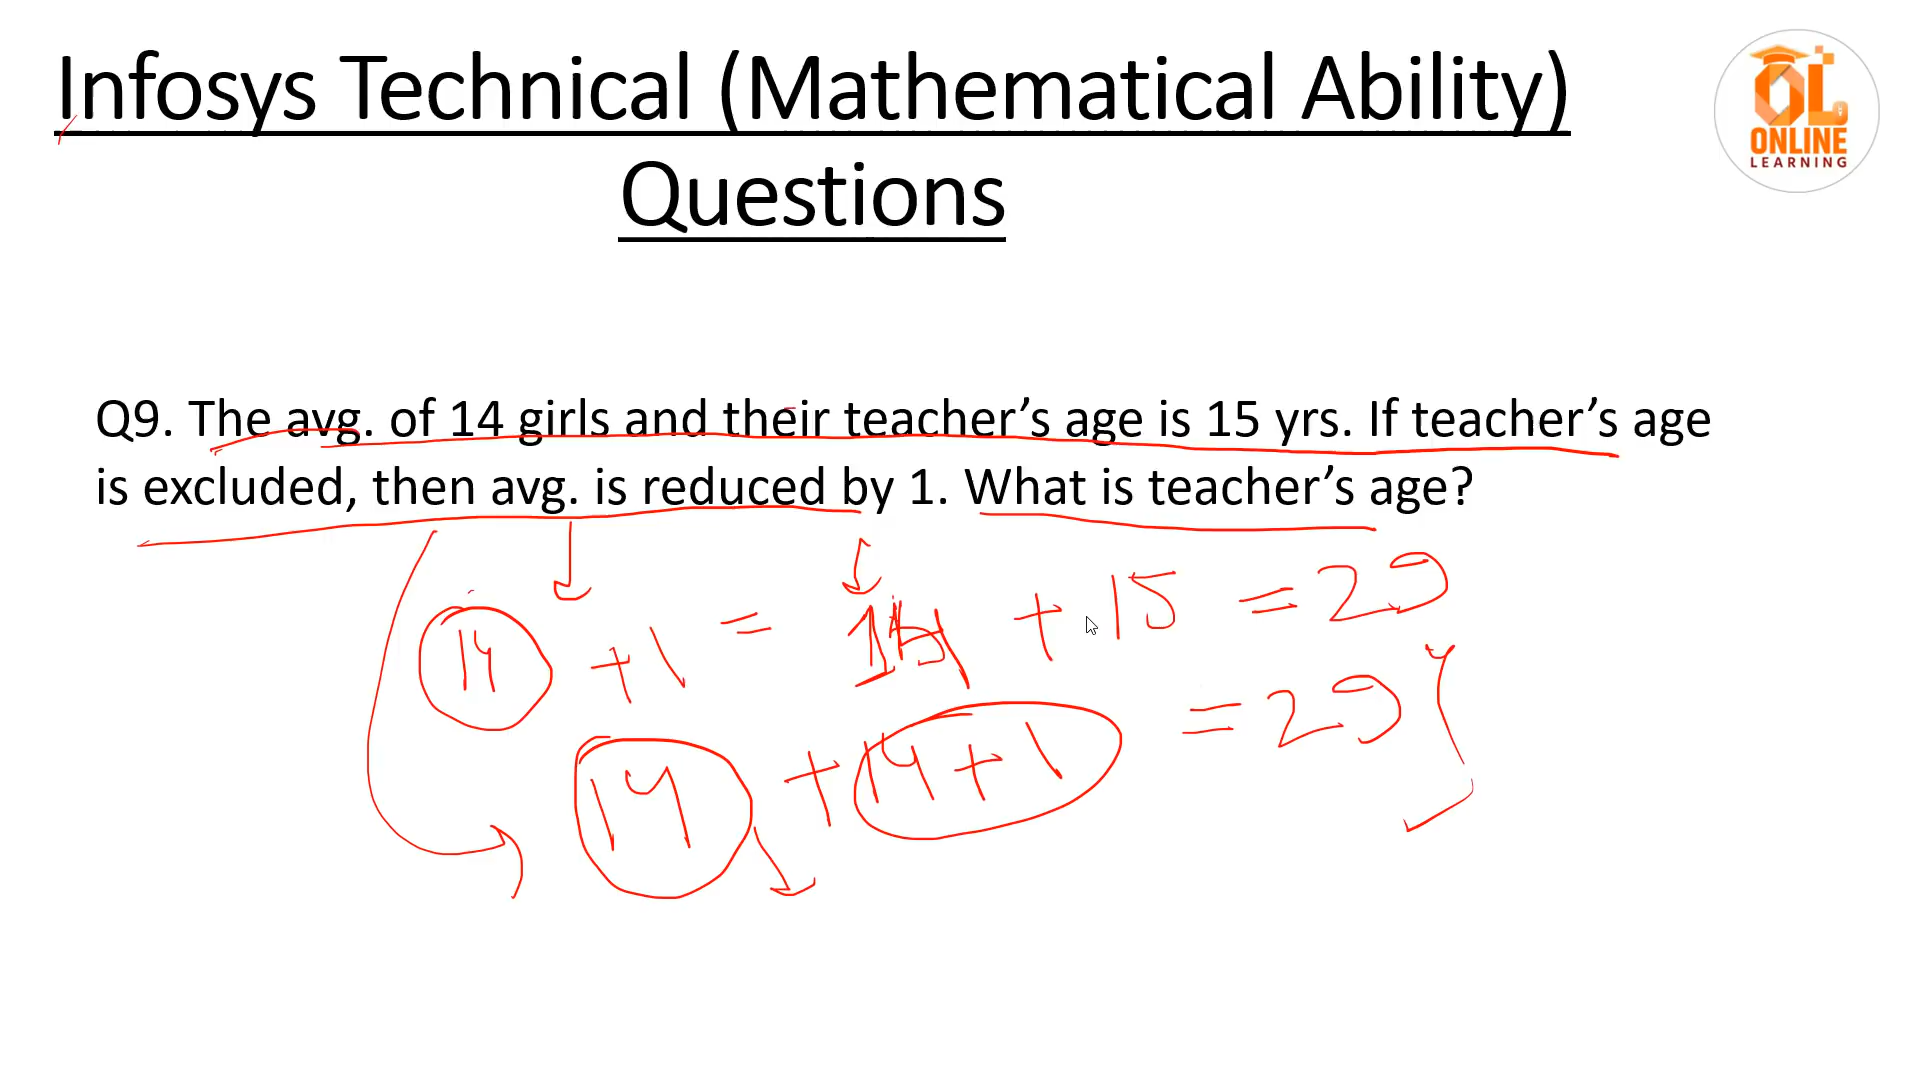 Infosys Technical (Mathematical Ability)
Questions
OL
ONLINE
LEARNING
Q9. The avg. of 14 girls and their teacher’s age is 15 yrs. If teacher’s age
is excluded, then avg. is reduced by 1. What is teacher’s age?
14 + 1 = + 15 = 29
14 + 14 + 1 = 29